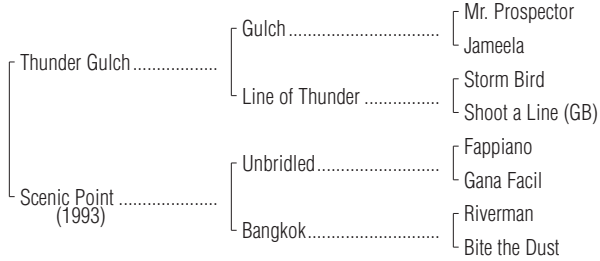 Mr. Prospector
Gulch
Jameela
Thunder Gulch
Storm Bird
Line of Thunder
Shoot a Line (GB)
Fappiano
Unbridled
Gana Facil
Scenic Point
(1993)
Riverman
Bangkok
Bite the Dust